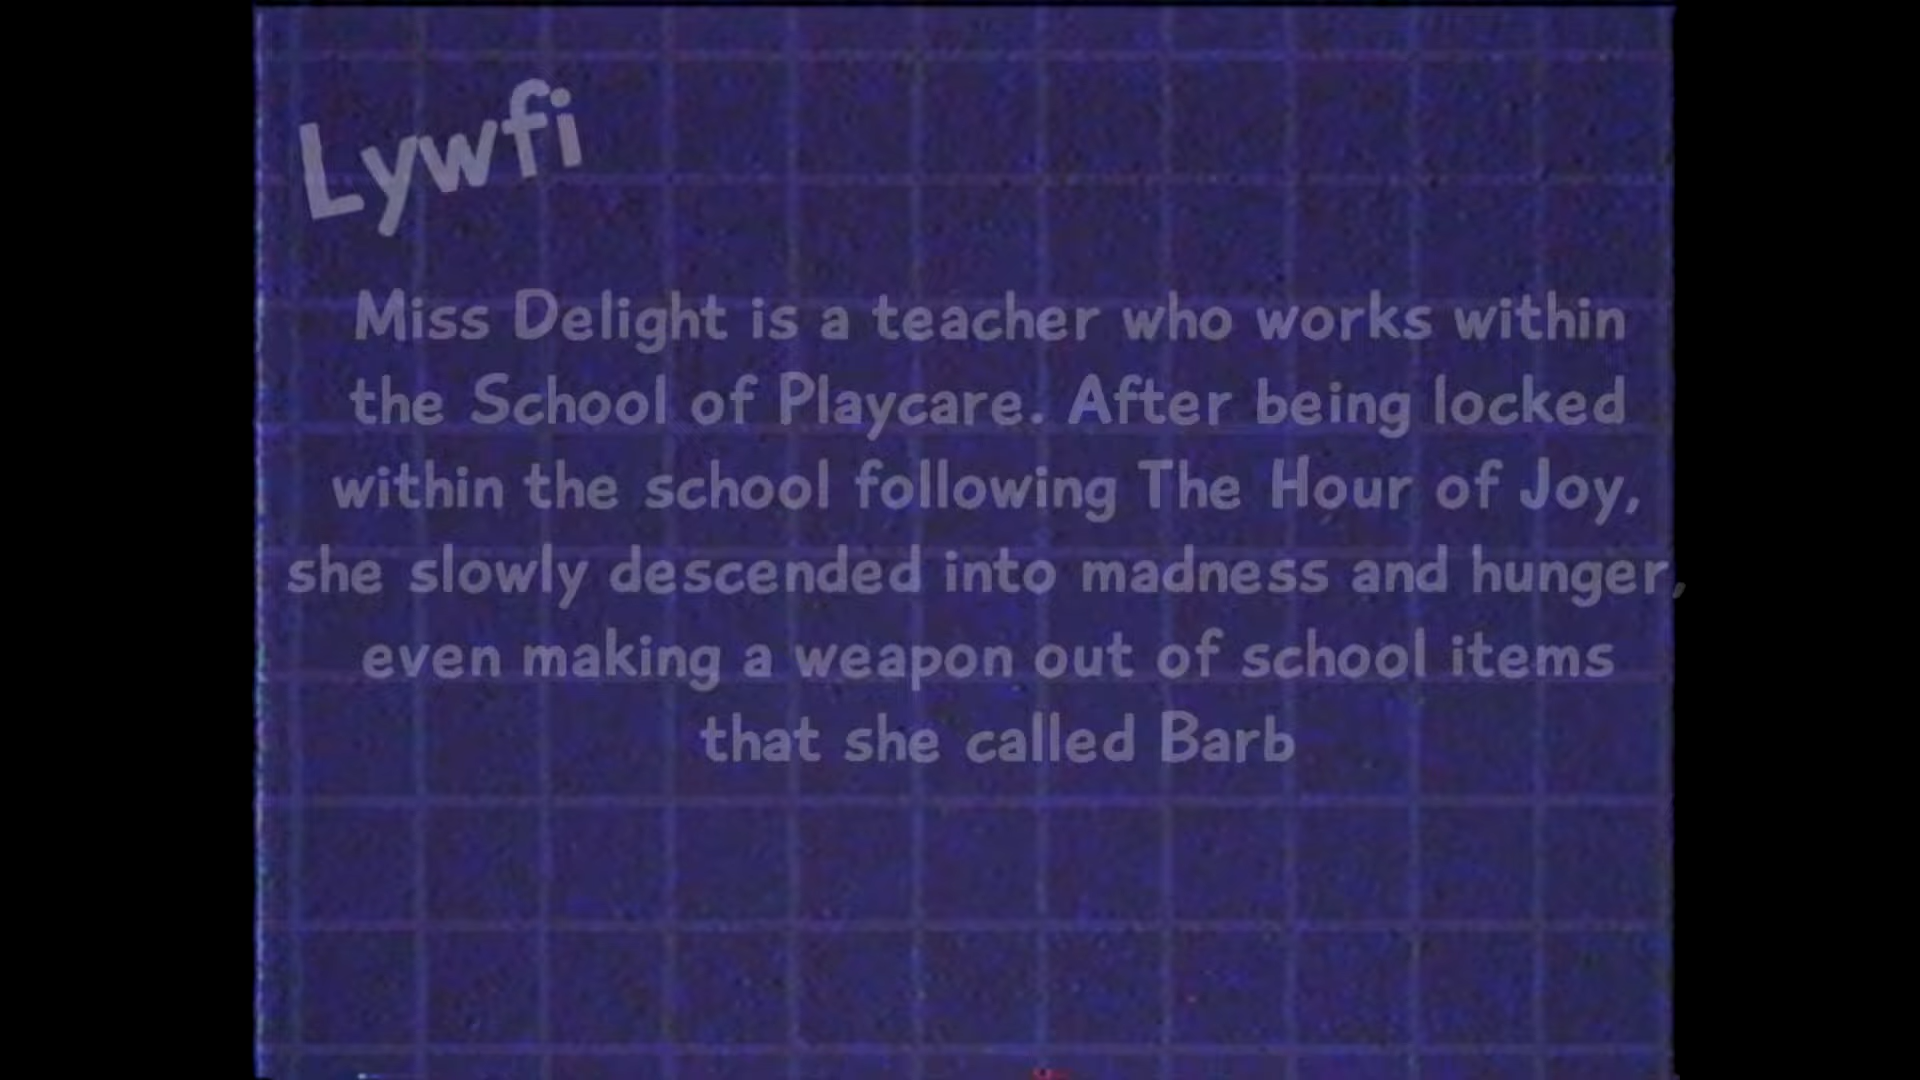 Lywfi
Miss Delight is a teacher who works within
the School of Playcare. After being locked
within the school following The Hour of Joy,
she slowly descended into madness and hunger,
even making a weapon out of school items
that she called Barb